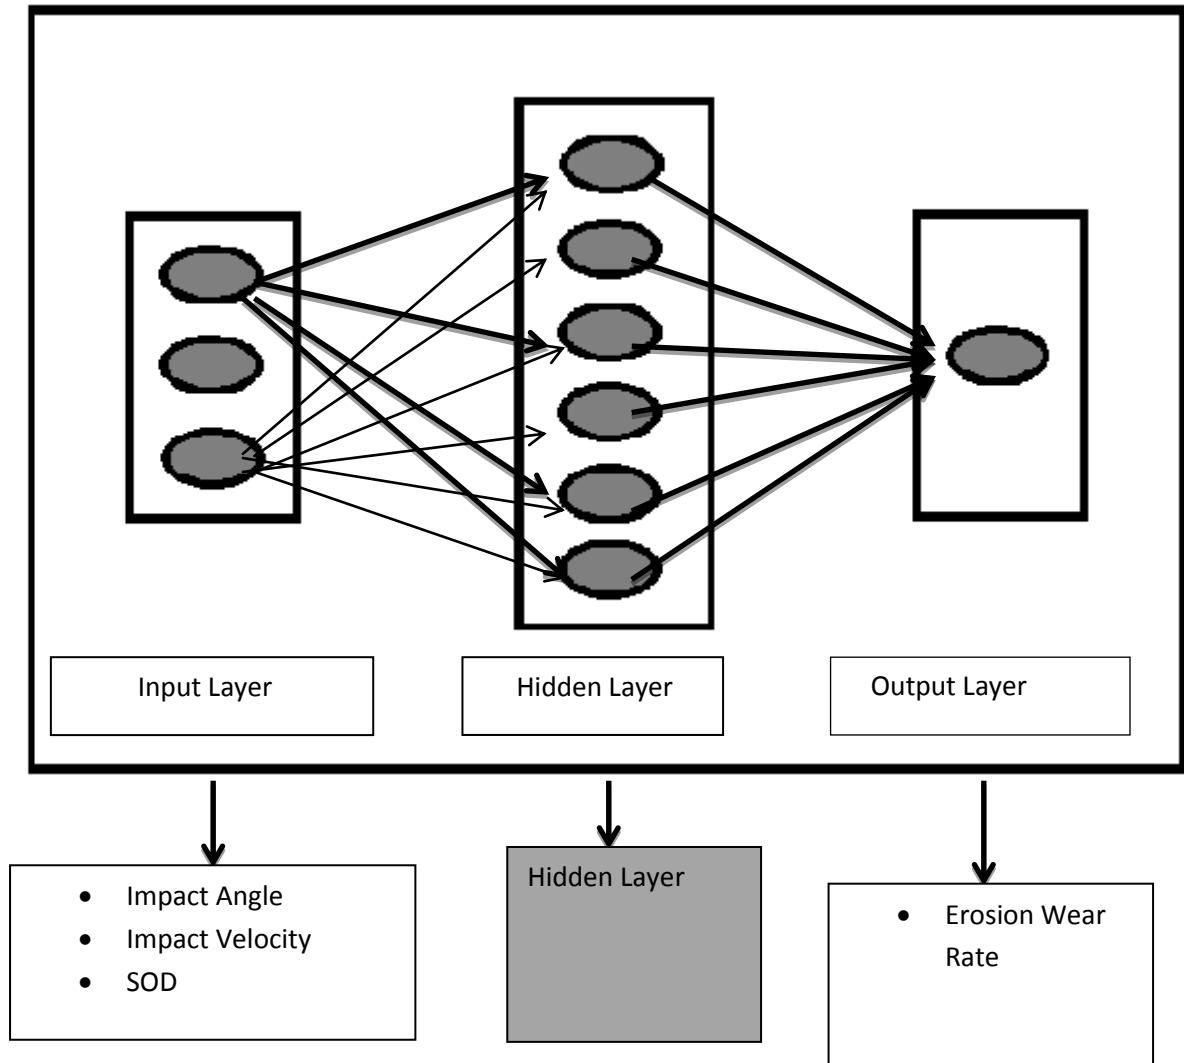 Input Layer
Hidden Layer
Output Layer
• Impact Angle
• Impact Velocity
• SOD
Hidden Layer
• Erosion Wear
Rate